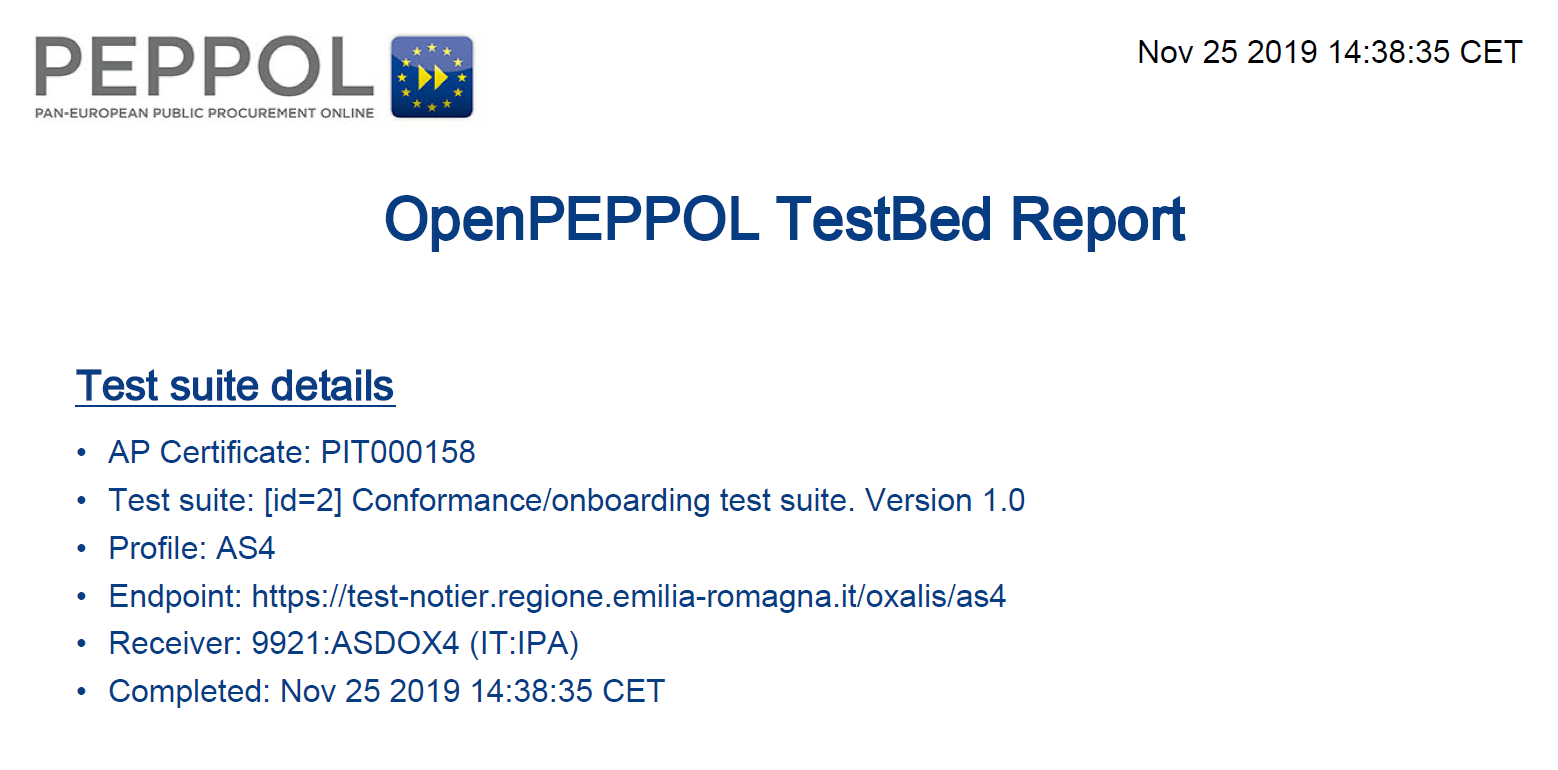 PEPPOL
PAN-EUROPEAN PUBLIC PROCUREMENT ONLINE
Nov 25 2019 14:38:35 CET
OpenPEPPOL TestBed Report
Test suite details
• AP Certificate: PIT000158
• Test suite: [id=2] Conformance/onboarding test suite. Version 1.0
• Profile: AS4
• Endpoint: https://test-notier.regione.emilia-romagna.it/oxalis/as4
• Receiver: 9921:ASDOX4 (IT:IPA)
• Completed: Nov 25 2019 14:38:35 CET